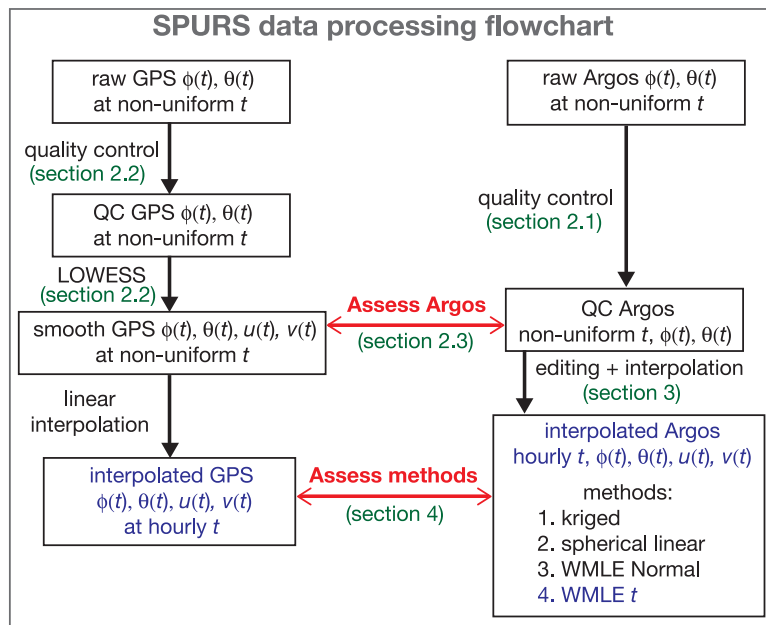 SPURS data processing flowchart
raw GPS ϕ(t), θ(t)
at non-uniform t
quality control
(section 2.2)
QC GPS ϕ(t), θ(t)
at non-uniform t
LOWESS
(section 2.2)
smooth GPS ϕ(t), θ(t), u(t), v(t)
at non-uniform t
linear
interpolation
interpolated GPS
ϕ(t), θ(t), u(t), v(t)
at hourly t
Assess Argos
(section 2.3)
Assess methods
(section 4)
raw Argos ϕ(t), θ(t)
at non-uniform t
quality control
(section 2.1)
QC Argos
non-uniform t, ϕ(t), θ(t)
editing + interpolation
(section 3)
interpolated Argos
hourly t, ϕ(t), θ(t), u(t), v(t)
methods:
1. kriged
2. spherical linear
3. WMLE Normal
4. WMLE t